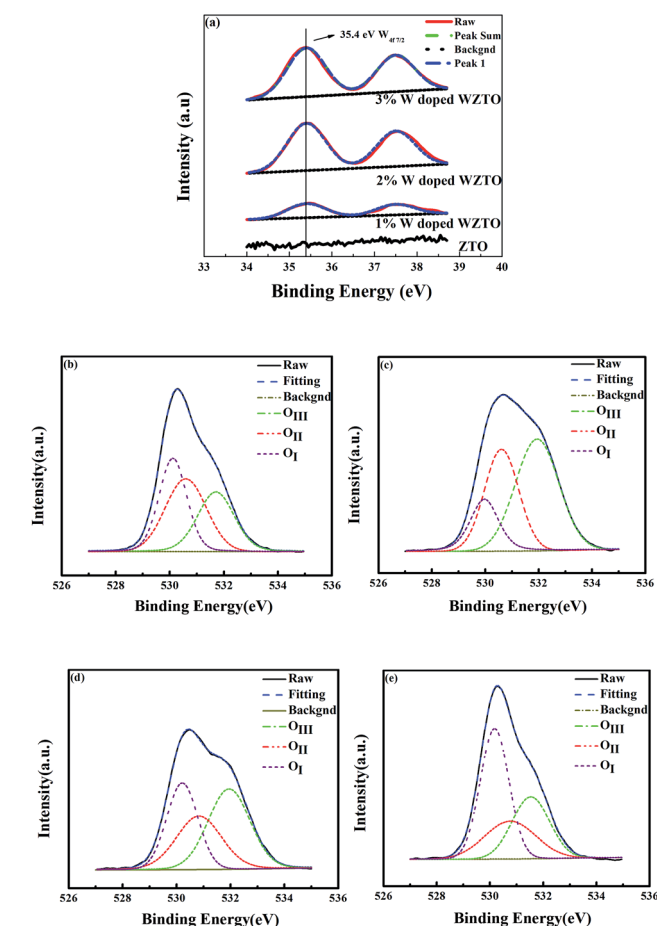 (a)
35.4 eV W4f 7/2
Raw
Peak Sum
Backgnd
Peak 1
3% W doped WZTO
2% W doped WZTO
1% W doped WZTO
ZTO
Intensity (a.u)
33 34 35 36 37 38 39 40
Binding Energy (eV)
(b)
Raw
Fitting
Backgnd
OIII
OII
OI
Intensity(a.u.)
526 528 530 532 534 536
Binding Energy(eV)
(c)
Raw
Fitting
Backgnd
OIII
OII
OI
Intensity(a.u.)
526 528 530 532 534 536
Binding Energy(eV)
(d)
Raw
Fitting
Backgnd
OIII
OII
OI
Intensity(a.u.)
526 528 530 532 534 536
Binding Energy(eV)
(e)
Raw
Fitting
Backgnd
OIII
OII
OI
Intensity(a.u.)
526 528 530 532 534 536
Binding Energy(eV)